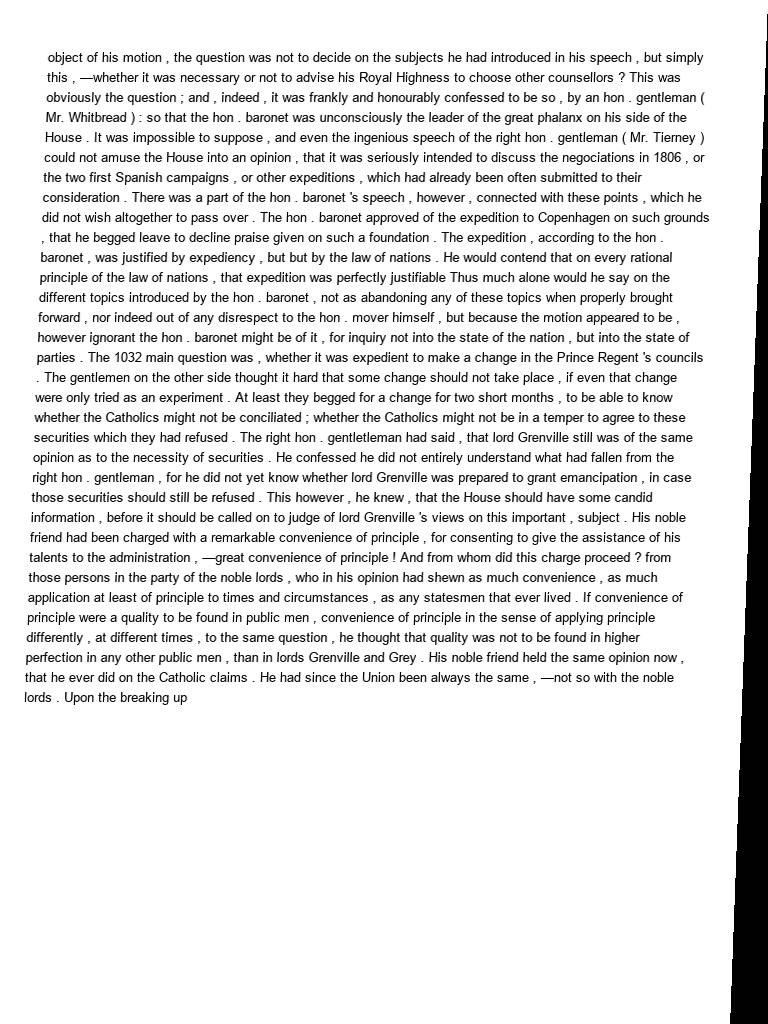 object of his motion , the question was not to decide on the subjects he had introduced in his speech , but simply
this , —whether it was necessary or not to advise his Royal Highness to choose other counsellors ? This was
obviously the question ; and , indeed , it was frankly and honourably confessed to be so , by an hon . gentleman (
Mr. Whitbread ) : so that the hon . baronet was unconsciously the leader of the great phalanx on his side of the
House . It was impossible to suppose , and even the ingenious speech of the right hon . gentleman ( Mr. Tierney )
could not amuse the House into an opinion , that it was seriously intended to discuss the negociations in 1806 , or
the two first Spanish campaigns , or other expeditions , which had already been often submitted to their
consideration . There was a part of the hon . baronet 's speech , however , connected with these points , which he
did not wish altogether to pass over . The hon . baronet approved of the expedition to Copenhagen on such grounds
, that he begged leave to decline praise given on such a foundation . The expedition , according to the hon .
baronet , was justified by expediency , but but by the law of nations . He would contend that on every rational
principle of the law of nations , that expedition was perfectly justifiable Thus much alone would he say on the
different topics introduced by the hon . baronet , not as abandoning any of these topics when properly brought
forward , nor indeed out of any disrespect to the hon . mover himself , but because the motion appeared to be ,
however ignorant the hon . baronet might be of it , for inquiry not into the state of the nation , but into the state of
parties . The 1032 main question was , whether it was expedient to make a change in the Prince Regent 's councils
. The gentlemen on the other side thought it hard that some change should not take place , if even that change
were only tried as an experiment . At least they begged for a change for two short months , to be able to know
whether the Catholics might not be conciliated ; whether the Catholics might not be in a temper to agree to these
securities which they had refused . The right hon . gentletleman had said , that lord Grenville still was of the same
opinion as to the necessity of securities . He confessed he did not entirely understand what had fallen from the
right hon . gentleman , for he did not yet know whether lord Grenville was prepared to grant emancipation , in case
those securities should still be refused . This however , he knew , that the House should have some candid
information , before it should be called on to judge of lord Grenville 's views on this important , subject . His noble
friend had been charged with a remarkable convenience of principle , for consenting to give the assistance of his
talents to the administration , —great convenience of principle ! And from whom did this charge proceed ? from
those persons in the party of the noble lords , who in his opinion had shewn as much convenience , as much
application at least of principle to times and circumstances , as any statesmen that ever lived . If convenience of
principle were a quality to be found in public men , convenience of principle in the sense of applying principle
differently , at different times , to the same question , he thought that quality was not to be found in higher
perfection in any other public men , than in lords Grenville and Grey . His noble friend held the same opinion now ,
that he ever did on the Catholic claims . He had since the Union been always the same , —not so with the noble
lords . Upon the breaking up